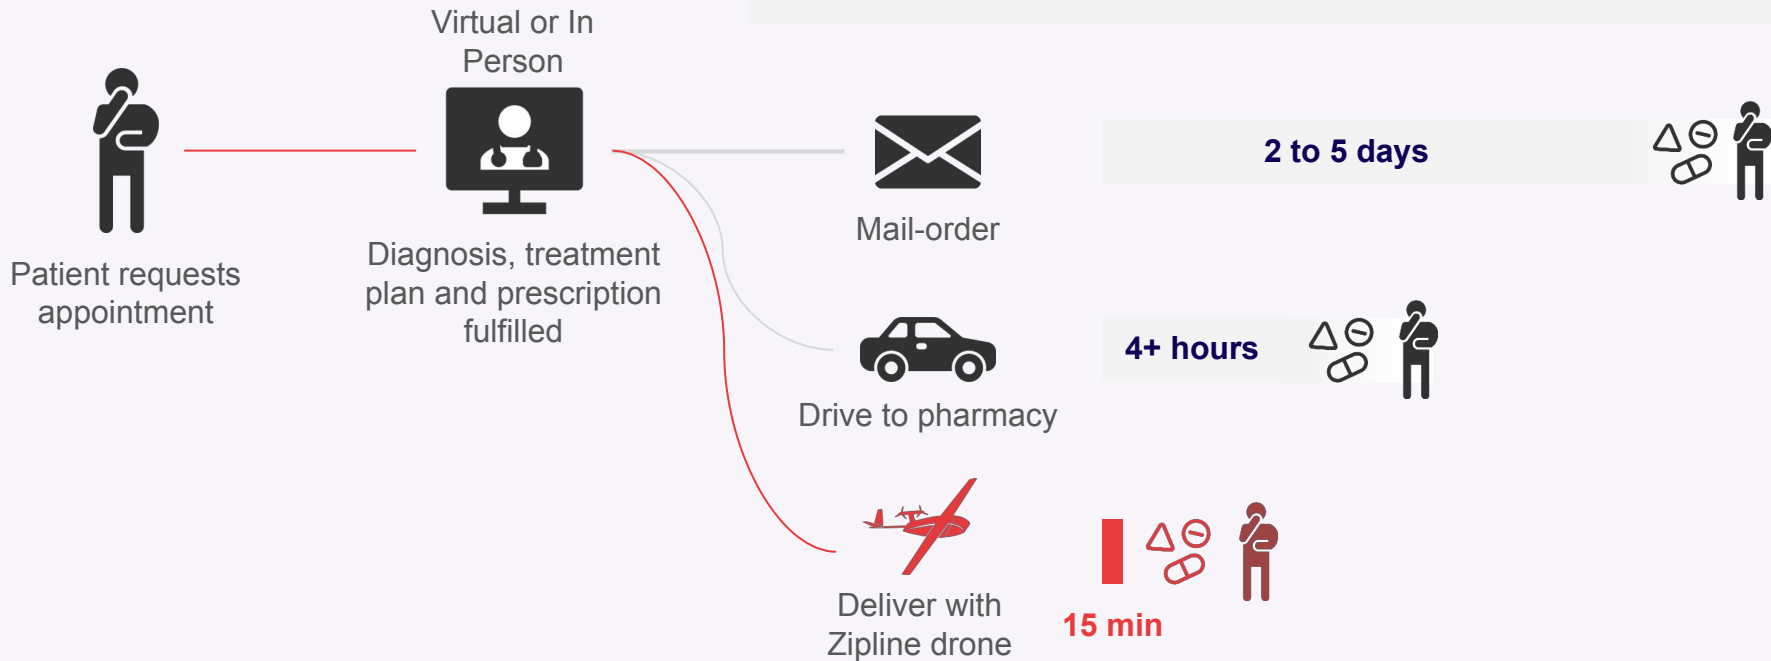 Virtual or In
Person
Patient requests
appointment
Diagnosis, treatment
plan and prescription
fulfilled
Mail-order
2 to 5 days
Drive to pharmacy
4+ hours
Deliver with
Zipline drone
15 min